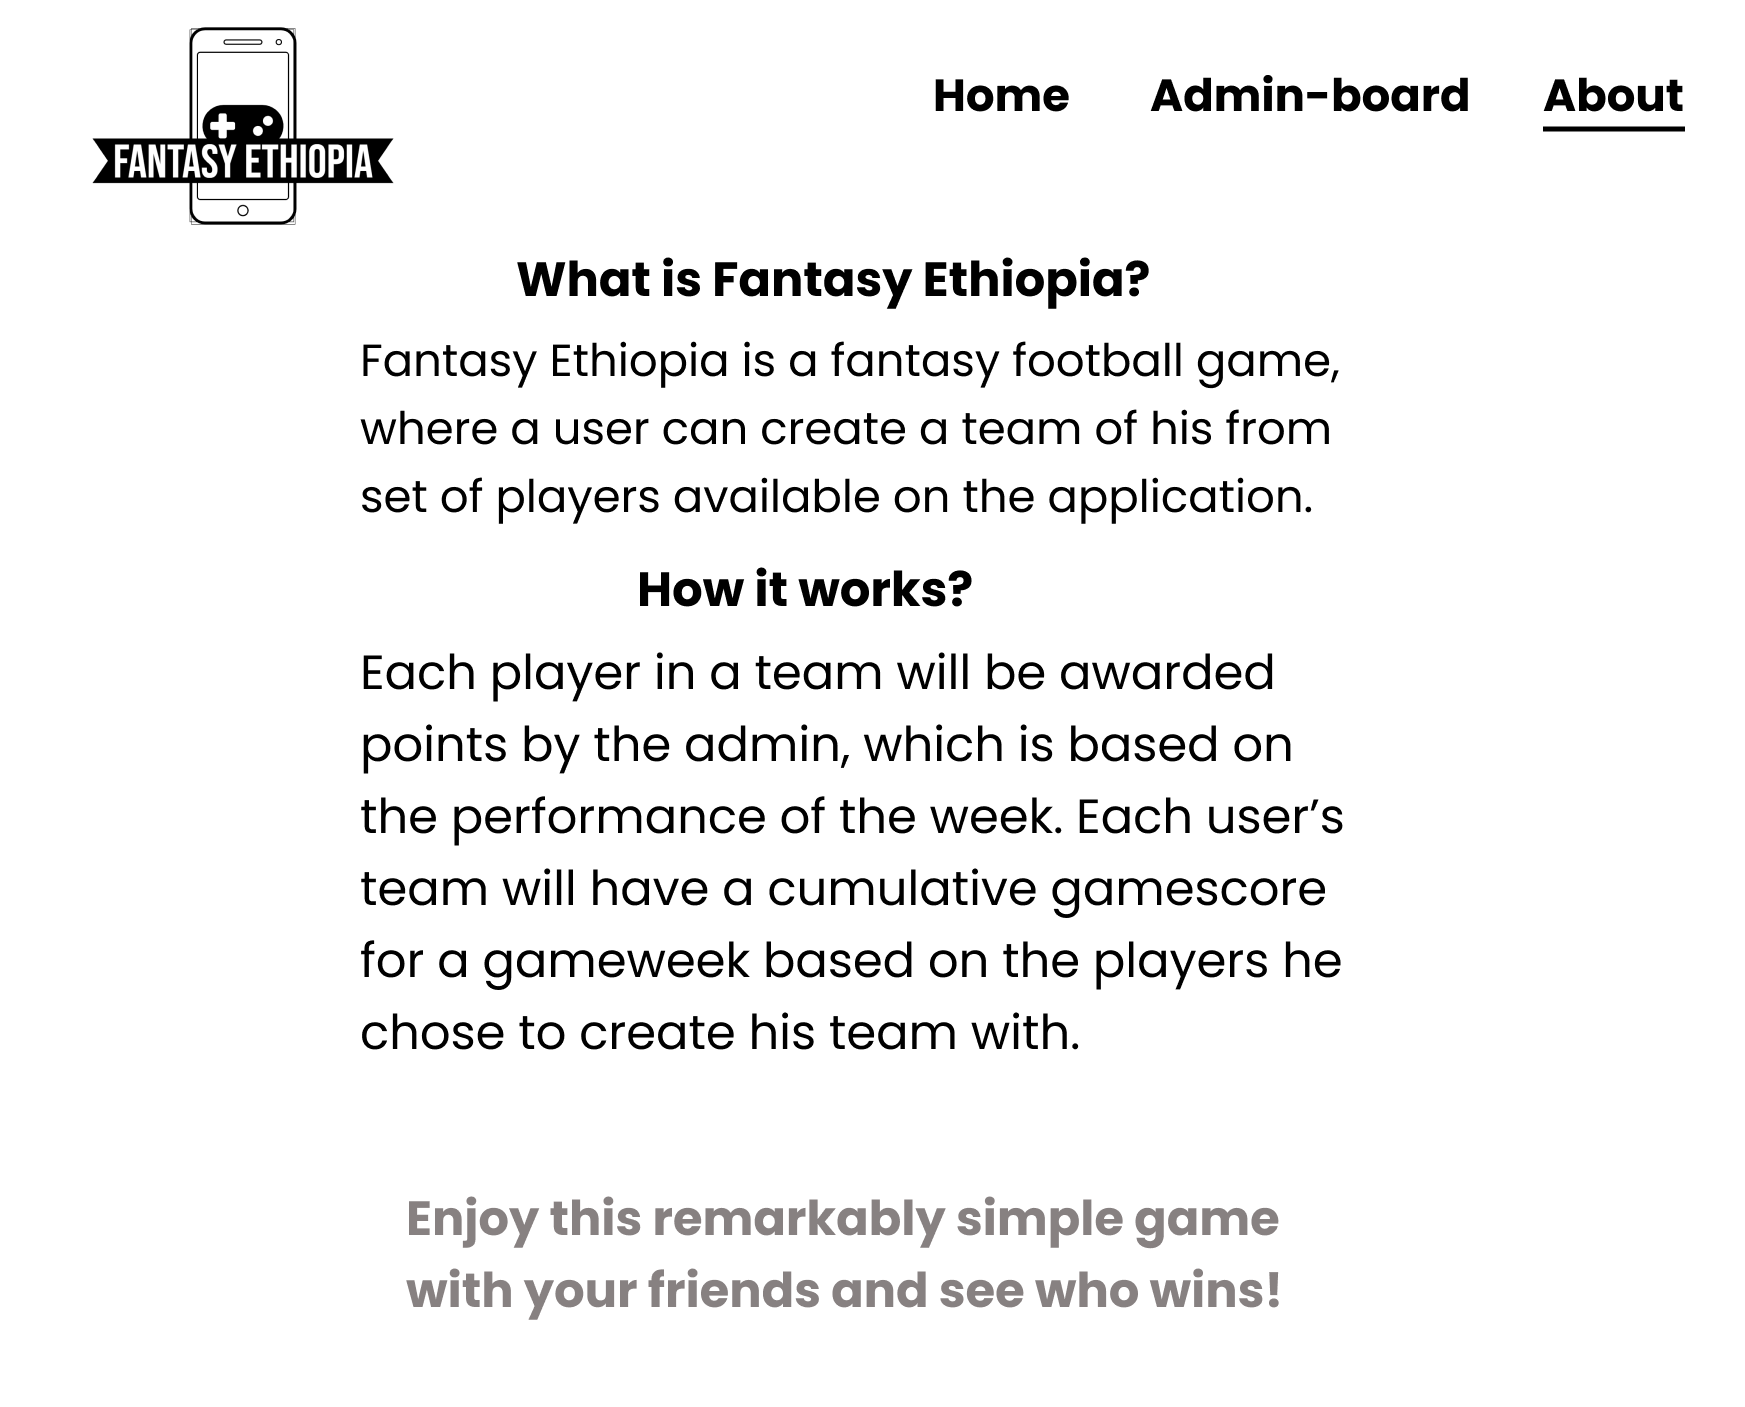 FANTASY ETHIOPIA
Home Admin-board About
What is Fantasy Ethiopia?
Fantasy Ethiopia is a fantasy football game,
where a user can create a team of his from
set of players available on the application.
How it works?
Each player in a team will be awarded
points by the admin, which is based on
the performance of the week. Each user’s
team will have a cumulative gamescore
for a gameweek based on the players he
chose to create his team with.
Enjoy this remarkably simple game
with your friends and see who wins!